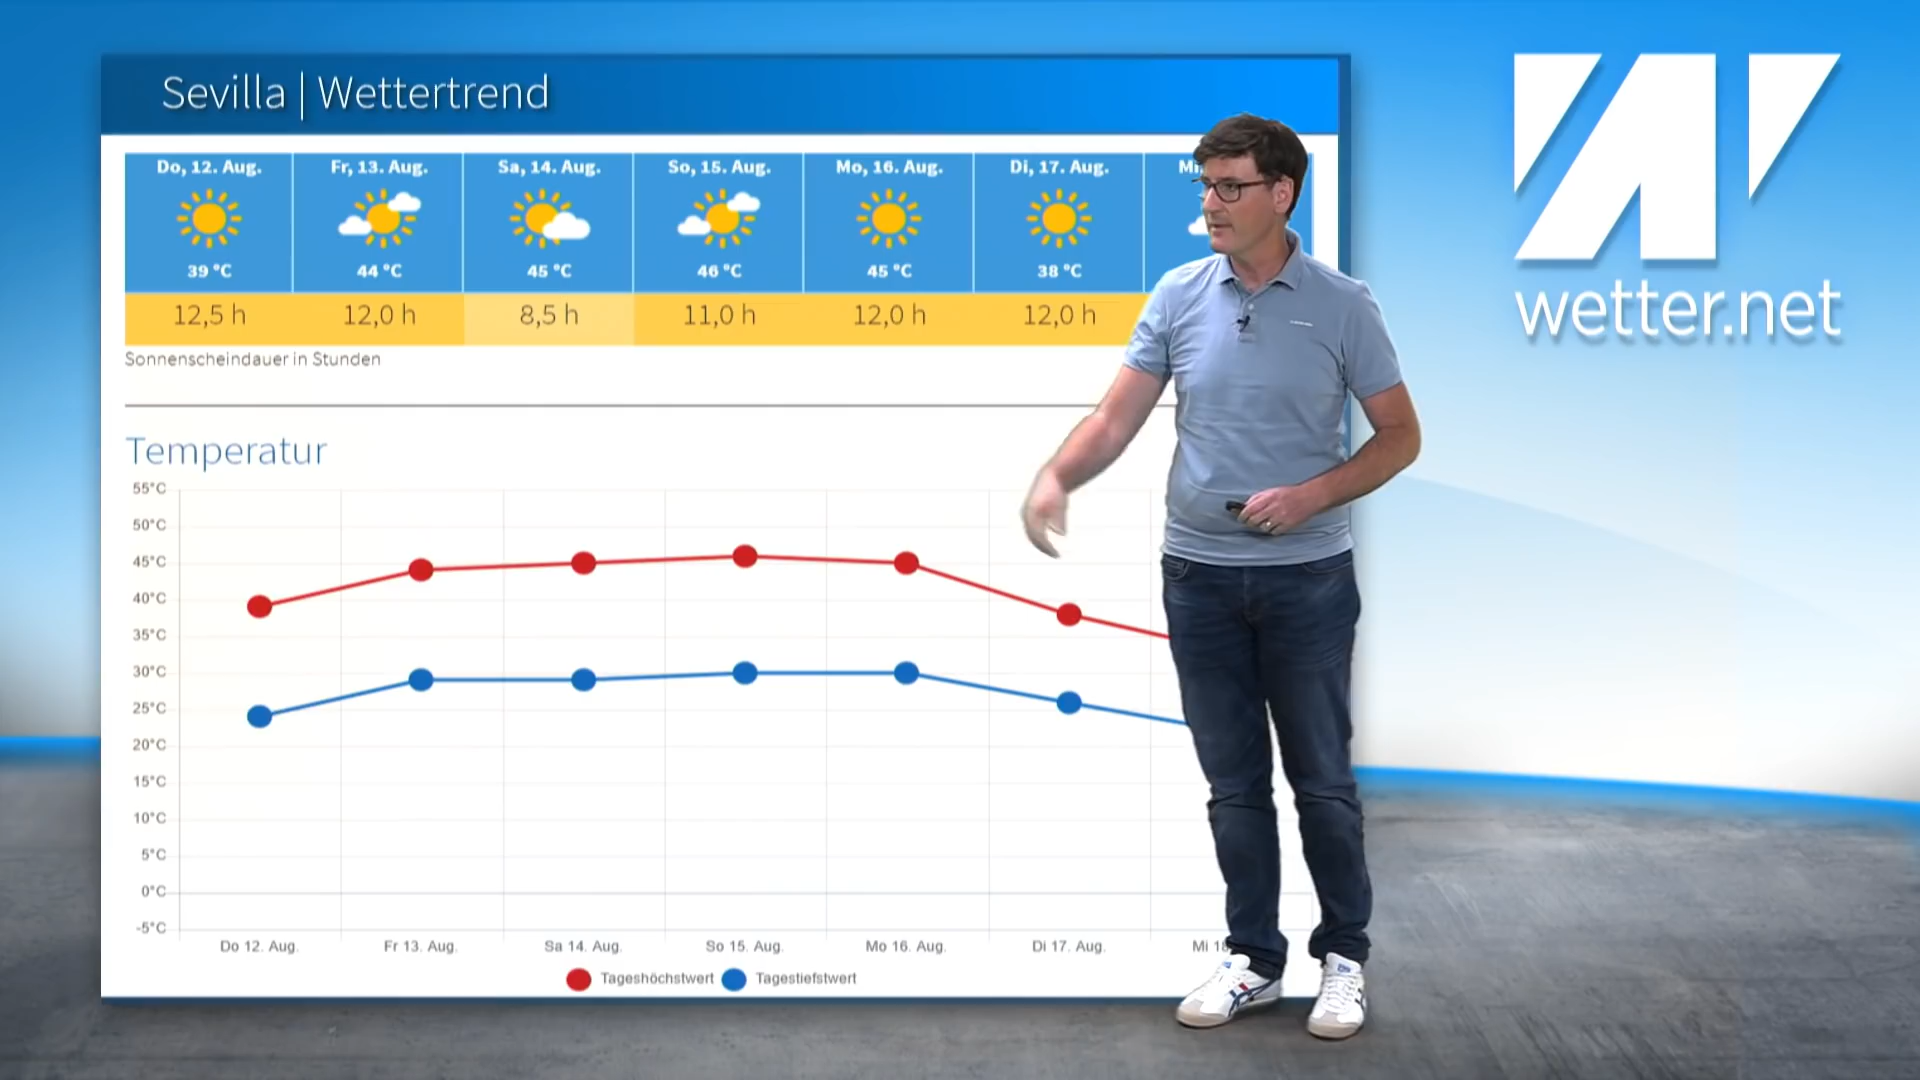 Sevilla | Wettertrend
wetter.net
Do, 12. Aug. Fr, 13. Aug. Sa, 14. Aug. So, 15. Aug. Mo, 16. Aug. Di, 17. Aug.
39 °C 44 °C 45 °C 46 °C 45 °C 38 °C
12,5 h 12,0 h 8,5 h 11,0 h 12,0 h 12,0 h
Sonnenscheindauer in Stunden
Temperatur
55°C
50°C
45°C
40°C
35°C
30°C
25°C
20°C
15°C
10°C
5°C
0°C
-5°C
Do 12. Aug. Fr 13. Aug. Sa 14. Aug. So 15. Aug. Mo 16. Aug. Di 17. Aug. Mi
Tageshöchstwert Tagestiefstwert